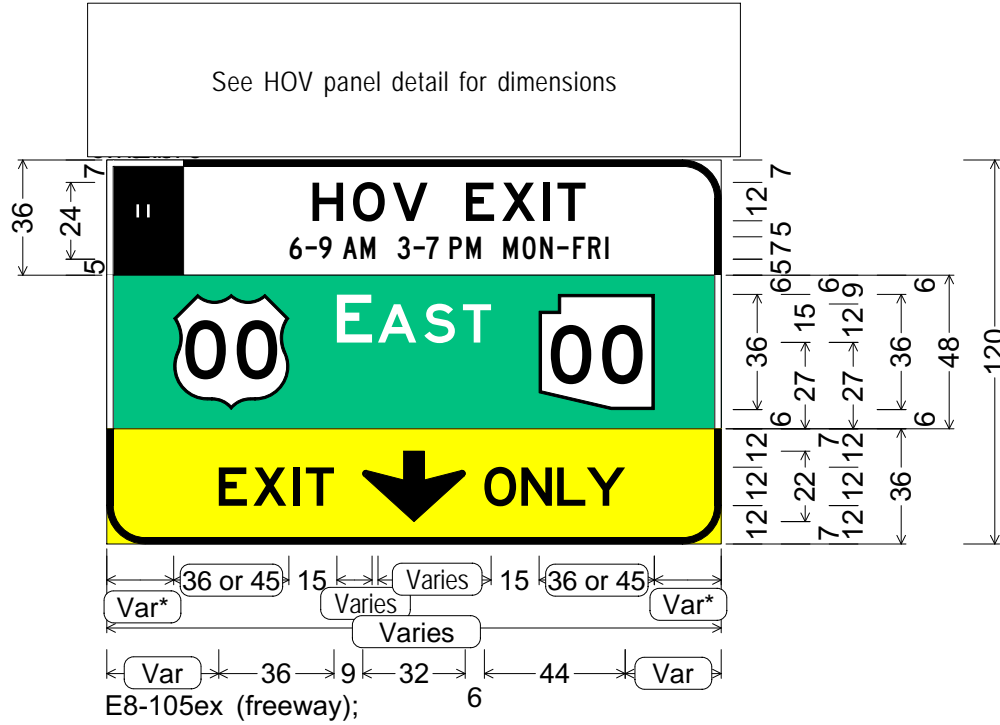 See HOV panel detail for dimensions
HOV EXIT
6-9 AM 3-7 PM MON-FRI
00
EAST
00
EXIT ONLY
36
7
24
5
7
12
5
7
5
6
36
6
15
27
6
9
12
27
6
36
6
48
120
12
12
12
7
22
7
12
12
12
36
36 or 45
15
Varies
15
36 or 45
Var*
Varies
Var*
Varies
Var
36
9
32
6
44
Var
E8-105ex (freeway);